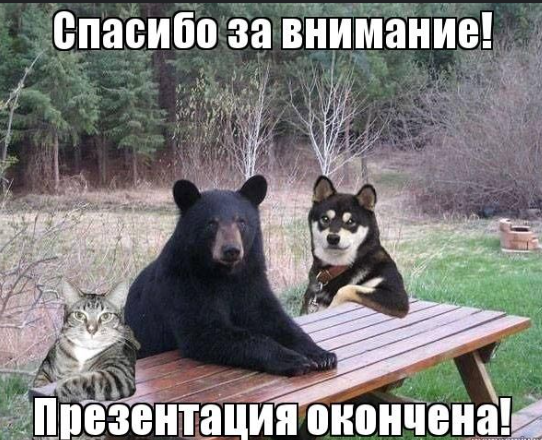 Спасибо за внимание!
Презентация окончена!